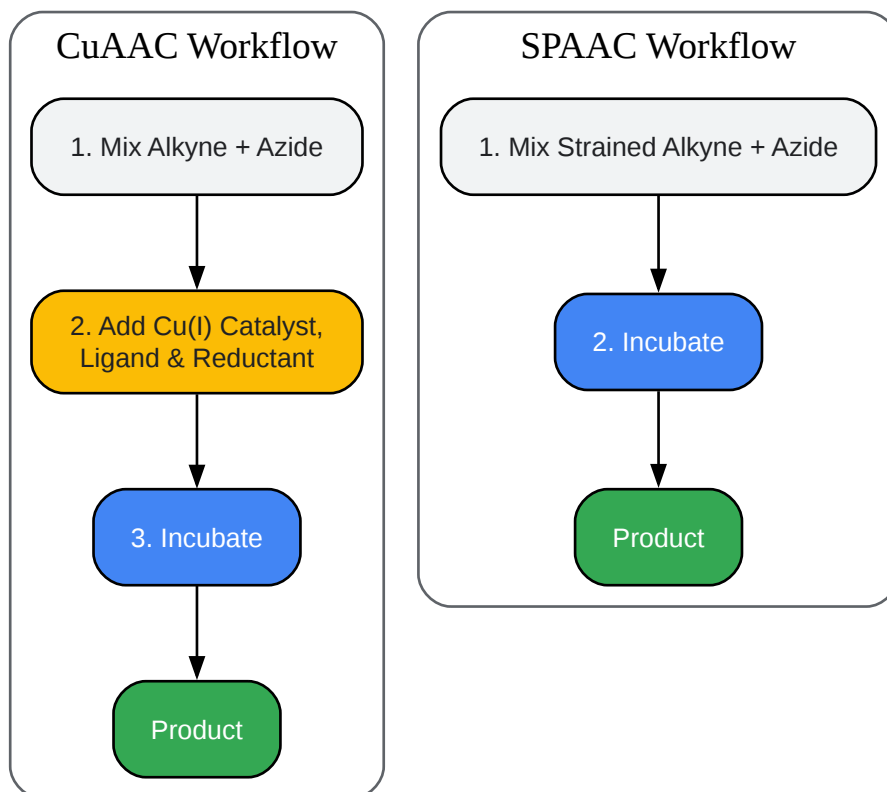 CuAAC Workflow
1. Mix Alkyne + Azide
2. Add Cu(I) Catalyst,
Ligand & Reductant
3. Incubate
Product
SPAAC Workflow
1. Mix Strained Alkyne + Azide
2. Incubate
Product